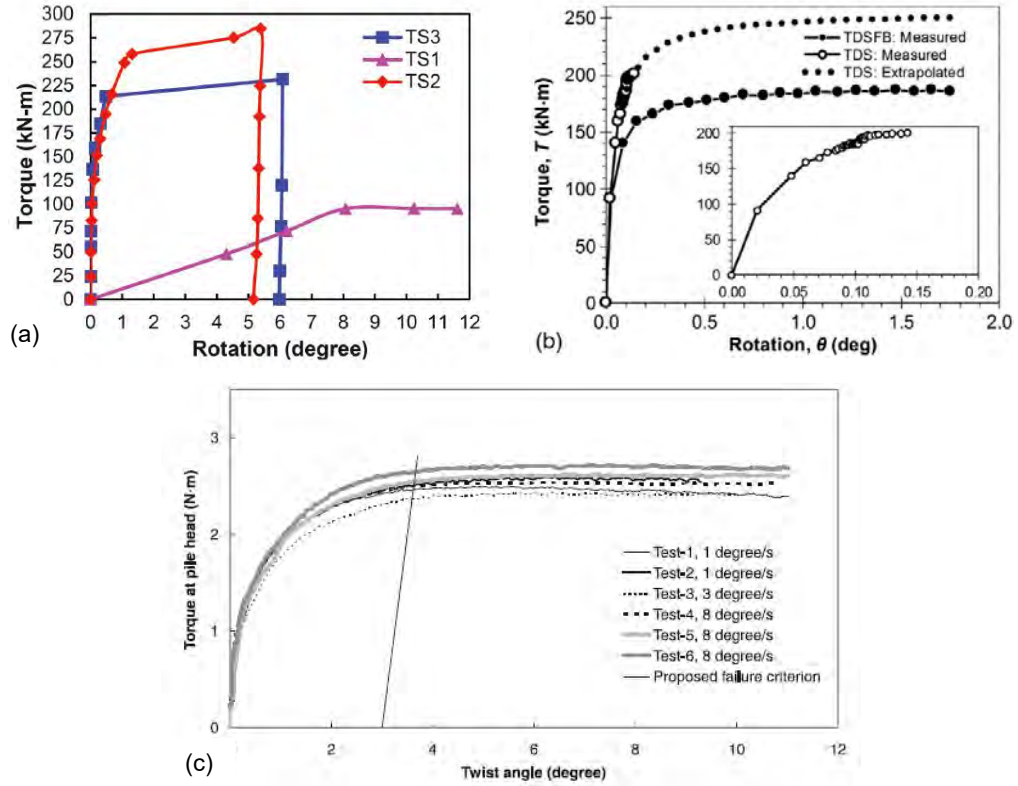 (a)
Torque (kN-m)
300
275
250
225
200
175
150
125
100
75
50
25
0
TS3
TS1
TS2
0 1 2 3 4 5 6 7 8 9 10 11 12
Rotation (degree)
(b)
Torque, T (kN·m)
250
200
150
100
50
0
TDSFB: Measured
TDS: Measured
TDS: Extrapolated
200
150
100
50
0
0.00 0.05 0.10 0.15 0.20
0.0 0.5 1.0 1.5 2.0
Rotation, θ (deg)
(c)
Torque at pile head (N·m)
3
2
1
0
Test-1, 1 degree/s
Test-2, 1 degree/s
Test-3, 3 degree/s
Test-4, 8 degree/s
Test-5, 8 degree/s
Test-6, 8 degree/s
Proposed failure criterion
2 4 6 8 10 12
Twist angle (degree)